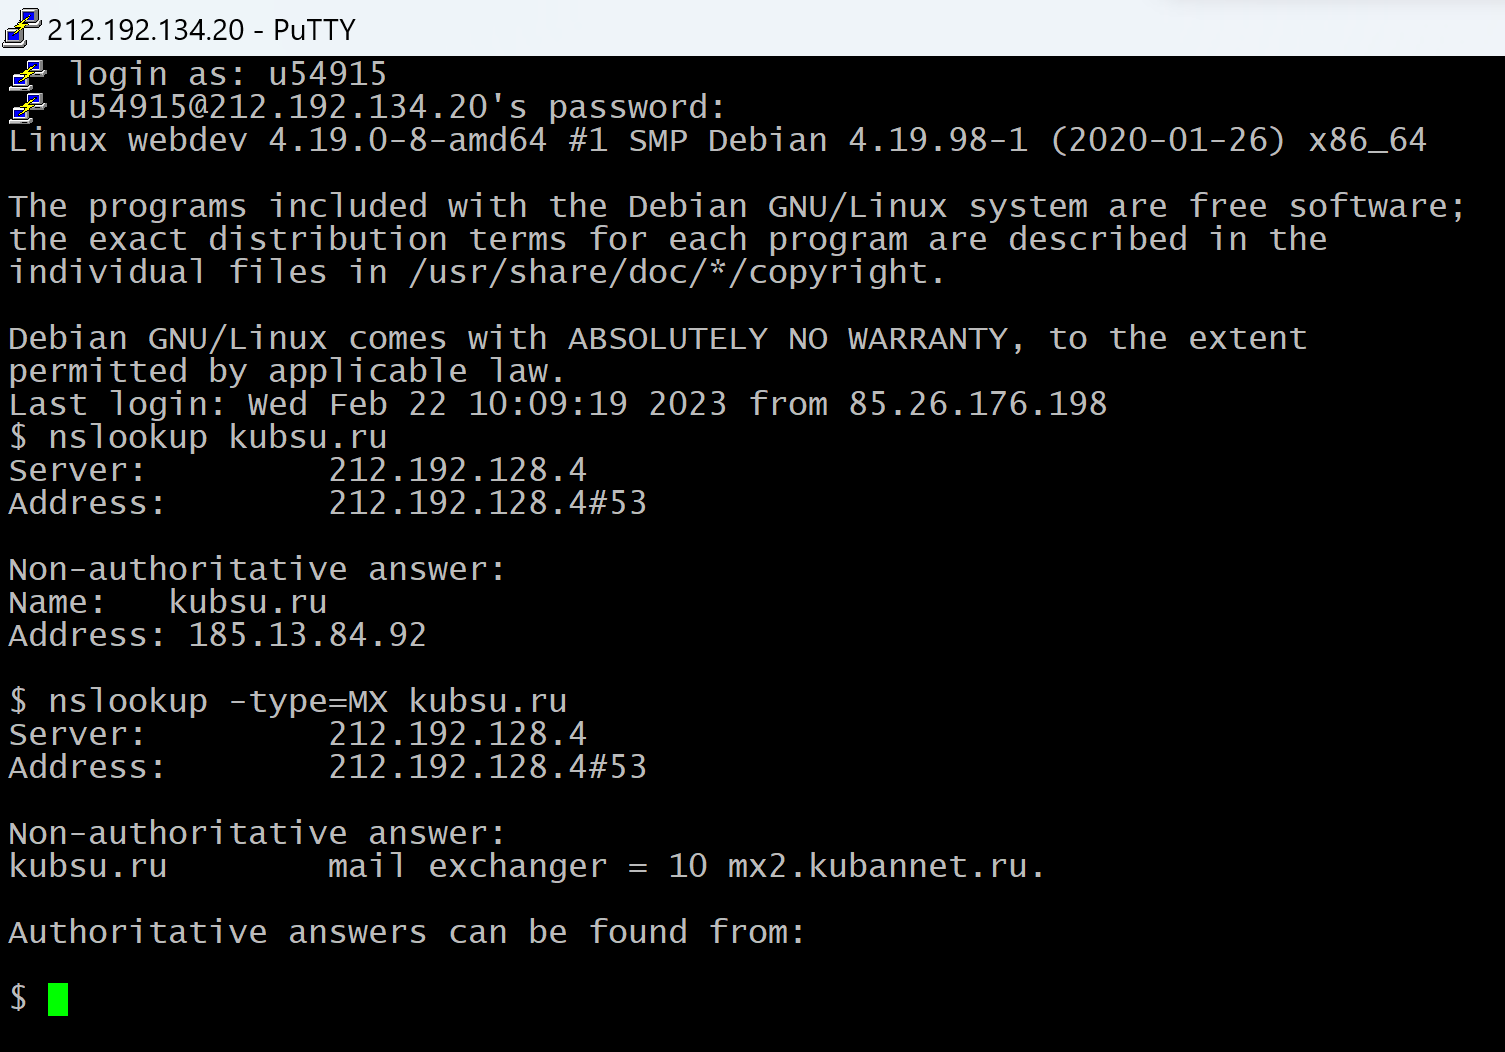 212.192.134.20 - PuTTY
login as: u54915
u54915@212.192.134.20's password:
Linux webdev 4.19.0-8-amd64 #1 SMP Debian 4.19.98-1 (2020-01-26) x86_64
The programs included with the Debian GNU/Linux system are free software;
the exact distribution terms for each program are described in the
individual files in /usr/share/doc/*/copyright.
Debian GNU/Linux comes with ABSOLUTELY NO WARRANTY, to the extent
permitted by applicable law.
Last login: Wed Feb 22 10:09:19 2023 from 85.26.176.198
$ nslookup kubsu.ru
Server:         212.192.128.4
Address:        212.192.128.4#53
Non-authoritative answer:
Name:   kubsu.ru
Address: 185.13.84.92
$ nslookup -type=MX kubsu.ru
Server:         212.192.128.4
Address:        212.192.128.4#53
Non-authoritative answer:
kubsu.ru        mail exchanger = 10 mx2.kubannet.ru.
Authoritative answers can be found from:
$